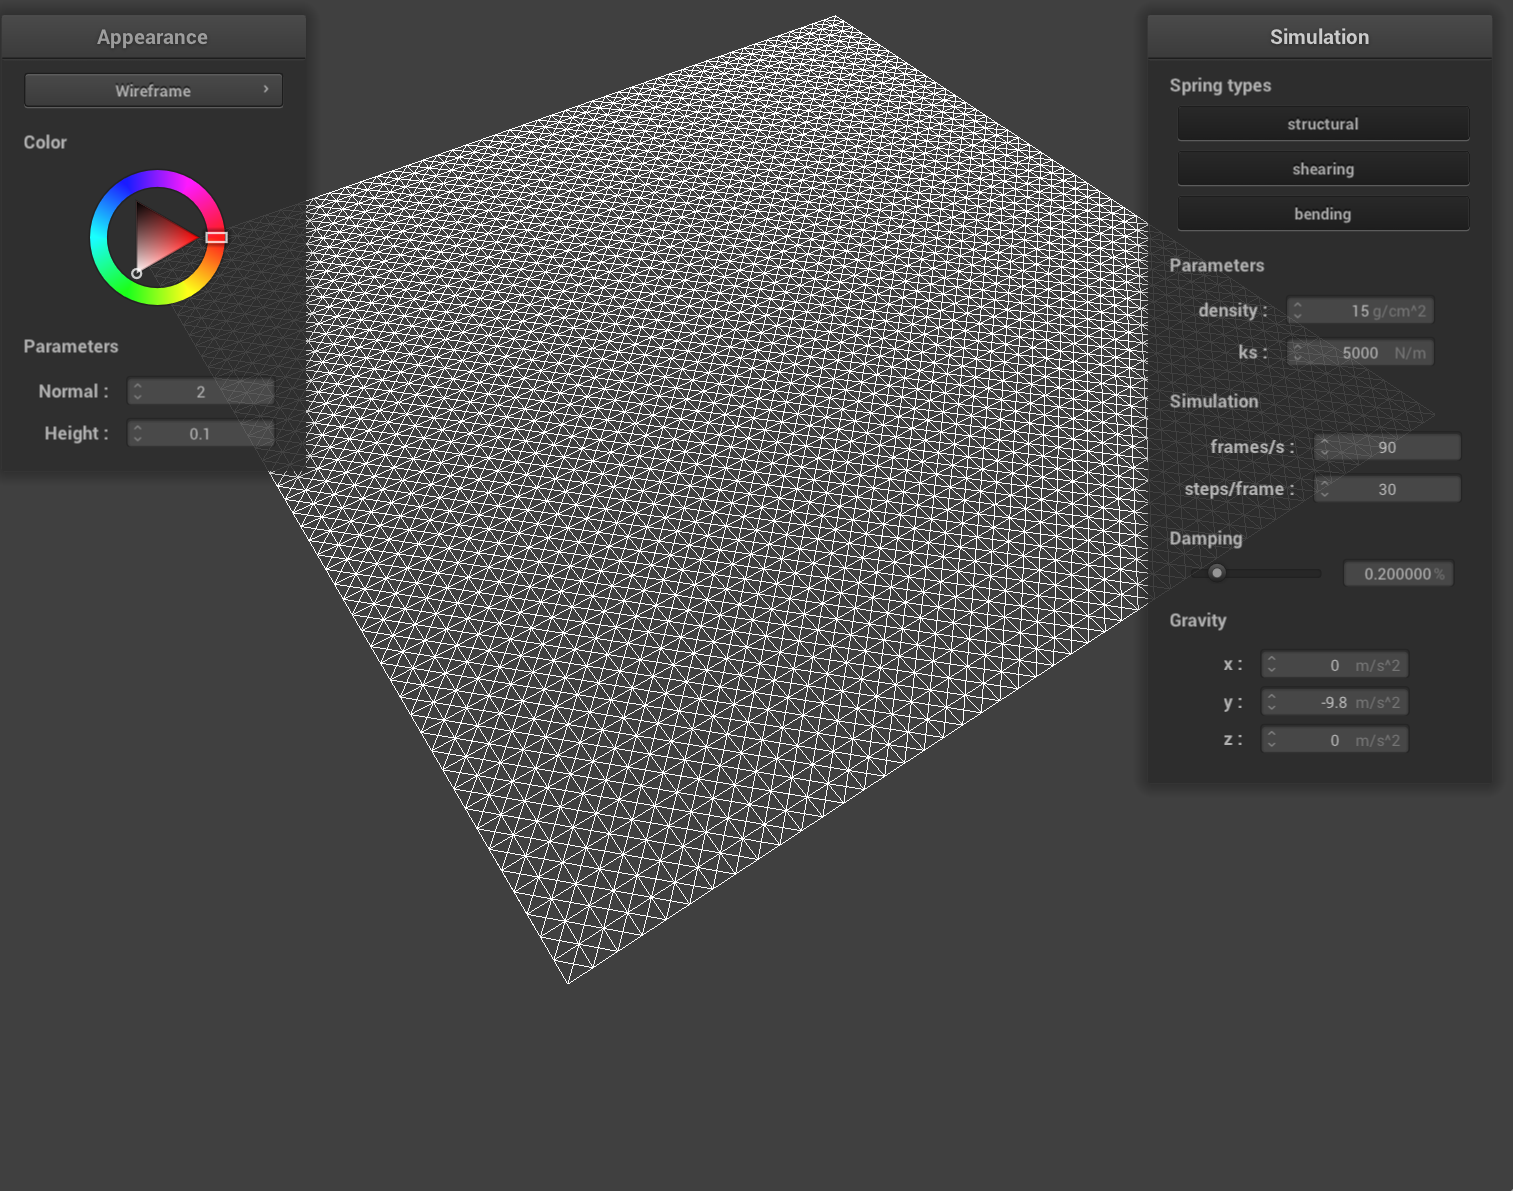 Appearance
Wireframe ›
Color
Parameters
Normal : 2
Height : 0.1
Simulation
Spring types
structural
shearing
bending
Parameters
density : 15 g/cm^2
ks : 5000 N/m
Simulation
frames/s : 90
steps/frame : 30
Damping
0.200000 %
Gravity
x : 0 m/s^2
y : -9.8 m/s^2
z : 0 m/s^2